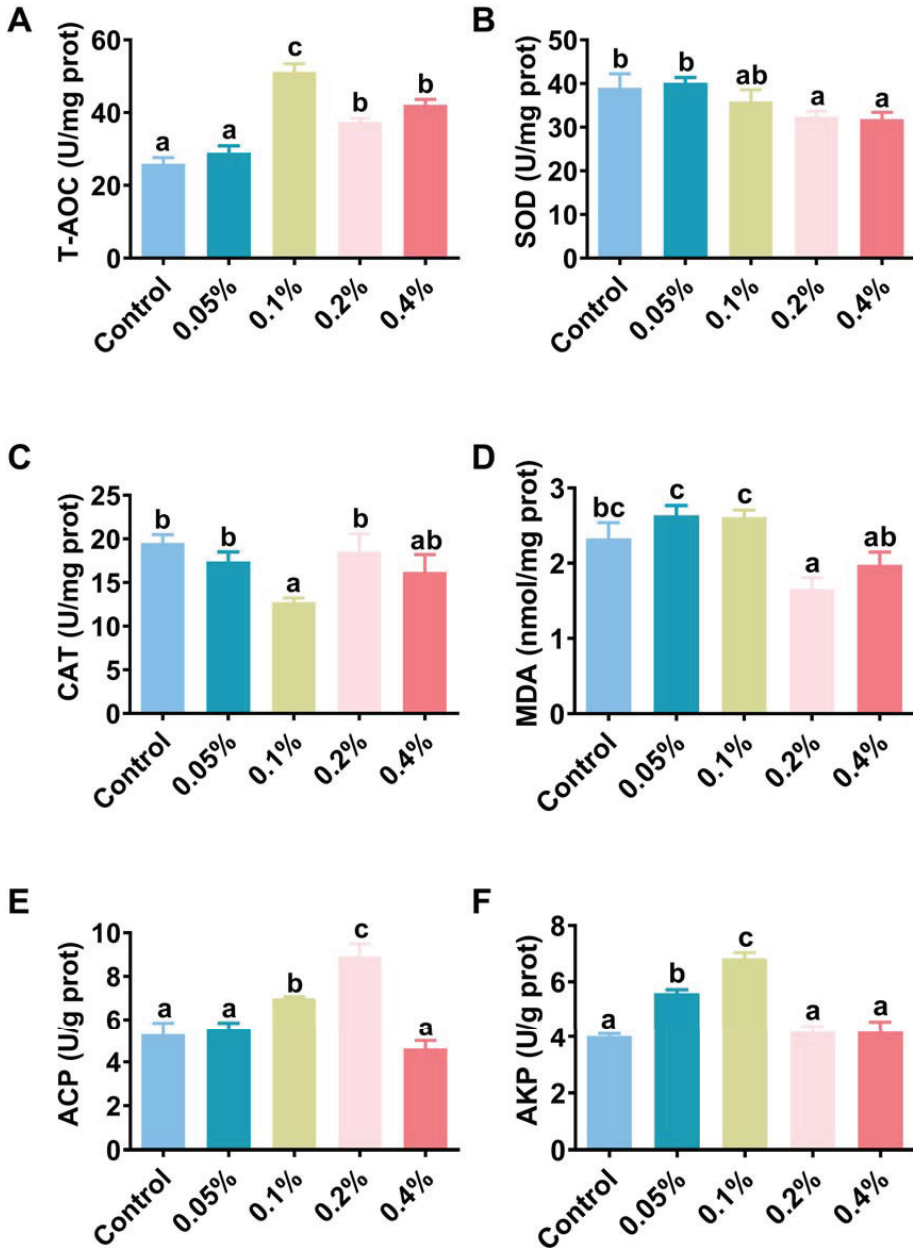 A
T-AOC (U/mg prot)
60
40
20
0
a
a
c
b
b
Control
0.05%
0.1%
0.2%
0.4%
B
SOD (U/mg prot)
50
40
30
20
10
0
b
b
ab
a
a
Control
0.05%
0.1%
0.2%
0.4%
C
CAT (U/mg prot)
25
20
15
10
5
0
b
b
a
b
ab
Control
0.05%
0.1%
0.2%
0.4%
D
MDA (nmol/mg prot)
3
2
1
0
bc
c
c
a
ab
Control
0.05%
0.1%
0.2%
0.4%
E
ACP (U/g prot)
10
8
6
4
2
0
a
a
b
c
a
Control
0.05%
0.1%
0.2%
0.4%
F
AKP (U/g prot)
8
6
4
2
0
a
b
c
a
a
Control
0.05%
0.1%
0.2%
0.4%